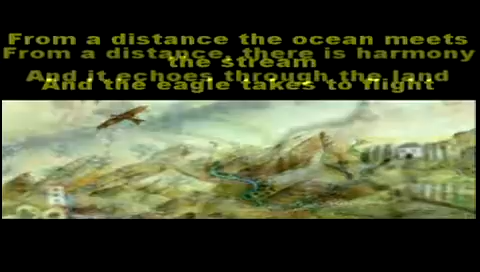 From a distance the ocean meets
From a distance, there is harmony
the stream
And it echoes through the land
And the eagle takes to flight